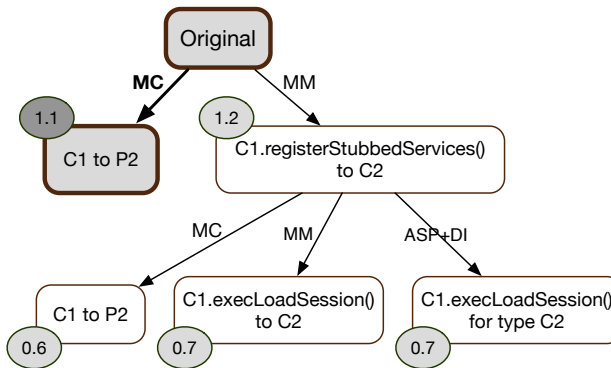 Original
MC
MM
1.1
1.2
C1 to P2
C1.registerStubbedServices()
to C2
MC
MM
ASP+DI
C1 to P2
C1.execLoadSession()
to C2
C1.execLoadSession()
for type C2
0.6
0.7
0.7